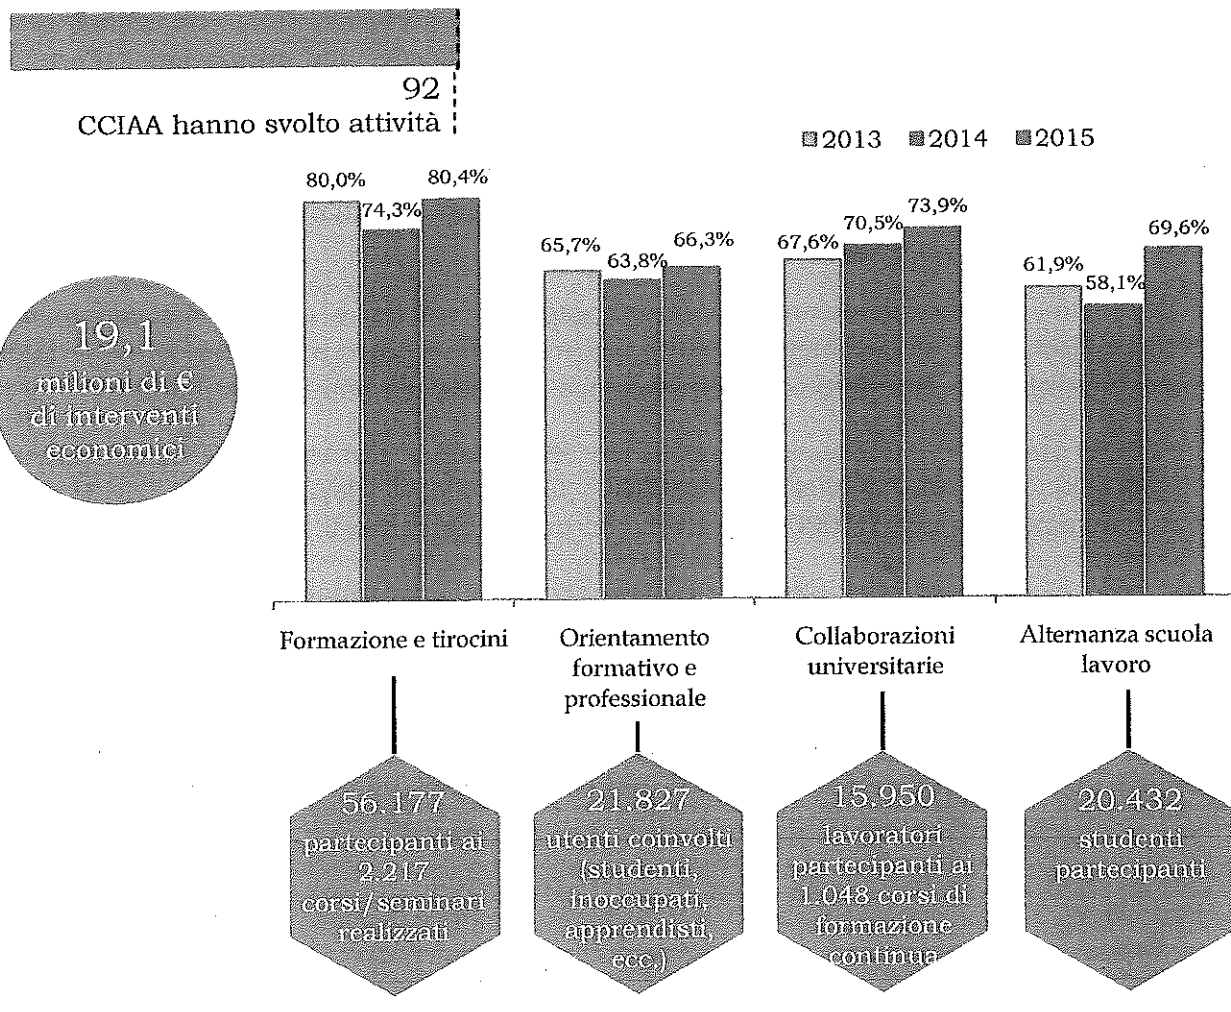 92
CCIAA hanno svolto attività
2013 2014 2015
80,0%
74,3%
80,4%
65,7%
63,8%
66,3%
67,6%
70,5%
73,9%
61,9%
58,1%
69,6%
19,1
milioni di €
di interventi
economici
Formazione e tirocini
Orientamento
formativo e
professionale
Collaborazioni
universitarie
Alternanza scuola
lavoro
56.177
partecipanti ai
2.217
corsi/seminari
realizzati
21.827
utenti coinvolti
(studenti,
inoccupati,
apprendisti,
ecc.)
15.950
lavoratori
partecipanti ai
1.048 corsi di
formazione
continua
20.432
studenti
partecipanti